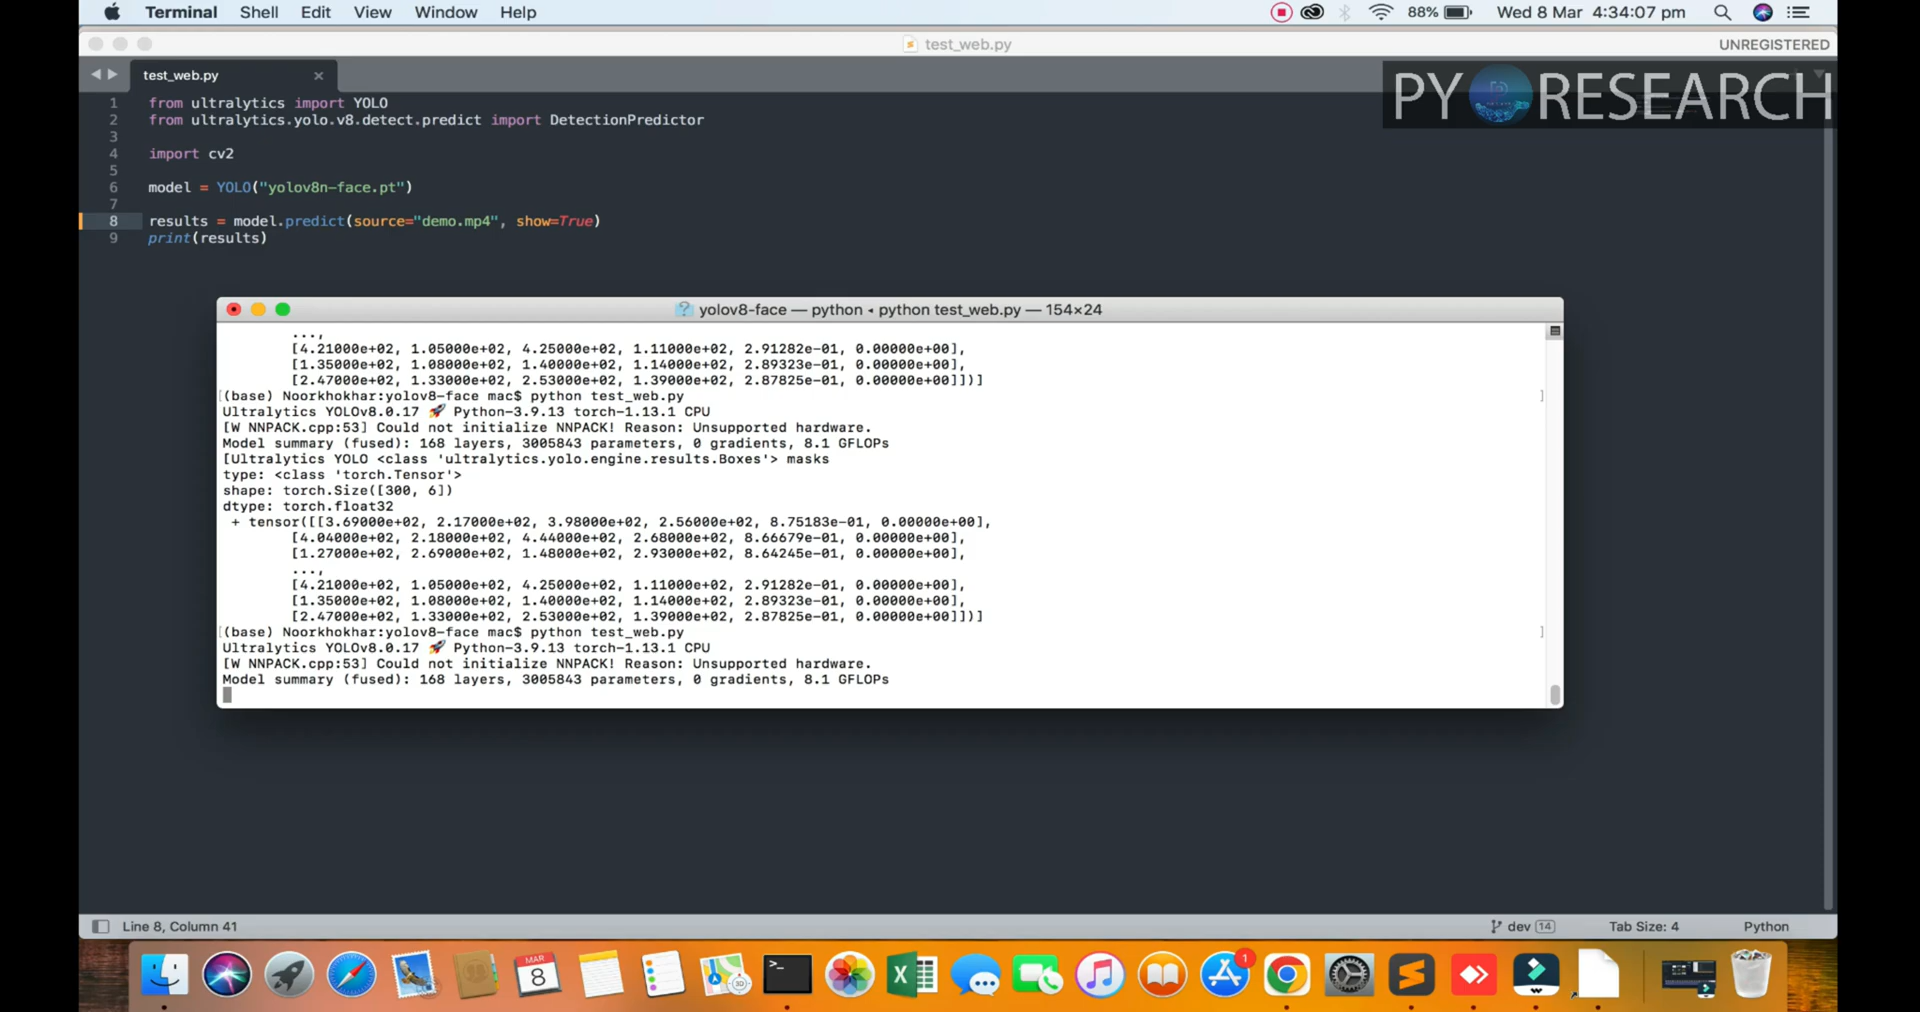 Terminal Shell Edit View Window Help 88% Wed 8 Mar 4:34:07 pm
test_web.py UNREGISTERED
test_web.py
PY RESEARCH
1 from ultralytics import YOLO
2 from ultralytics.yolo.v8.detect.predict import DetectionPredictor
3
4 import cv2
5
6 model = YOLO("yolov8n-face.pt")
7
8 results = model.predict(source="demo.mp4", show=True)
9 print(results)
yolov8-face — python ◂ python test_web.py — 154×24
...,
[4.21000e+02, 1.05000e+02, 4.25000e+02, 1.11000e+02, 2.91282e-01, 0.00000e+00],
[1.35000e+02, 1.08000e+02, 1.40000e+02, 1.14000e+02, 2.89323e-01, 0.00000e+00],
[2.47000e+02, 1.33000e+02, 2.53000e+02, 1.39000e+02, 2.87825e-01, 0.00000e+00]])]
[(base) Noorkhokhar:yolov8-face mac$ python test_web.py ]
Ultralytics YOLOv8.0.17 🚀 Python-3.9.13 torch-1.13.1 CPU
[W NNPACK.cpp:53] Could not initialize NNPACK! Reason: Unsupported hardware.
Model summary (fused): 168 layers, 3005843 parameters, 0 gradients, 8.1 GFLOPs
[Ultralytics YOLO <class 'ultralytics.yolo.engine.results.Boxes'> masks
type: <class 'torch.Tensor'>
shape: torch.Size([300, 6])
dtype: torch.float32
+ tensor([[3.69000e+02, 2.17000e+02, 3.98000e+02, 2.56000e+02, 8.75183e-01, 0.00000e+00],
[4.04000e+02, 2.18000e+02, 4.44000e+02, 2.68000e+02, 8.66679e-01, 0.00000e+00],
[1.27000e+02, 2.69000e+02, 1.48000e+02, 2.93000e+02, 8.64245e-01, 0.00000e+00],
...,
[4.21000e+02, 1.05000e+02, 4.25000e+02, 1.11000e+02, 2.91282e-01, 0.00000e+00],
[1.35000e+02, 1.08000e+02, 1.40000e+02, 1.14000e+02, 2.89323e-01, 0.00000e+00],
[2.47000e+02, 1.33000e+02, 2.53000e+02, 1.39000e+02, 2.87825e-01, 0.00000e+00]])]
[(base) Noorkhokhar:yolov8-face mac$ python test_web.py ]
Ultralytics YOLOv8.0.17 🚀 Python-3.9.13 torch-1.13.1 CPU
[W NNPACK.cpp:53] Could not initialize NNPACK! Reason: Unsupported hardware.
Model summary (fused): 168 layers, 3005843 parameters, 0 gradients, 8.1 GFLOPs
Line 8, Column 41 dev 14 Tab Size: 4 Python
MAR
8
3D
>_
X
1